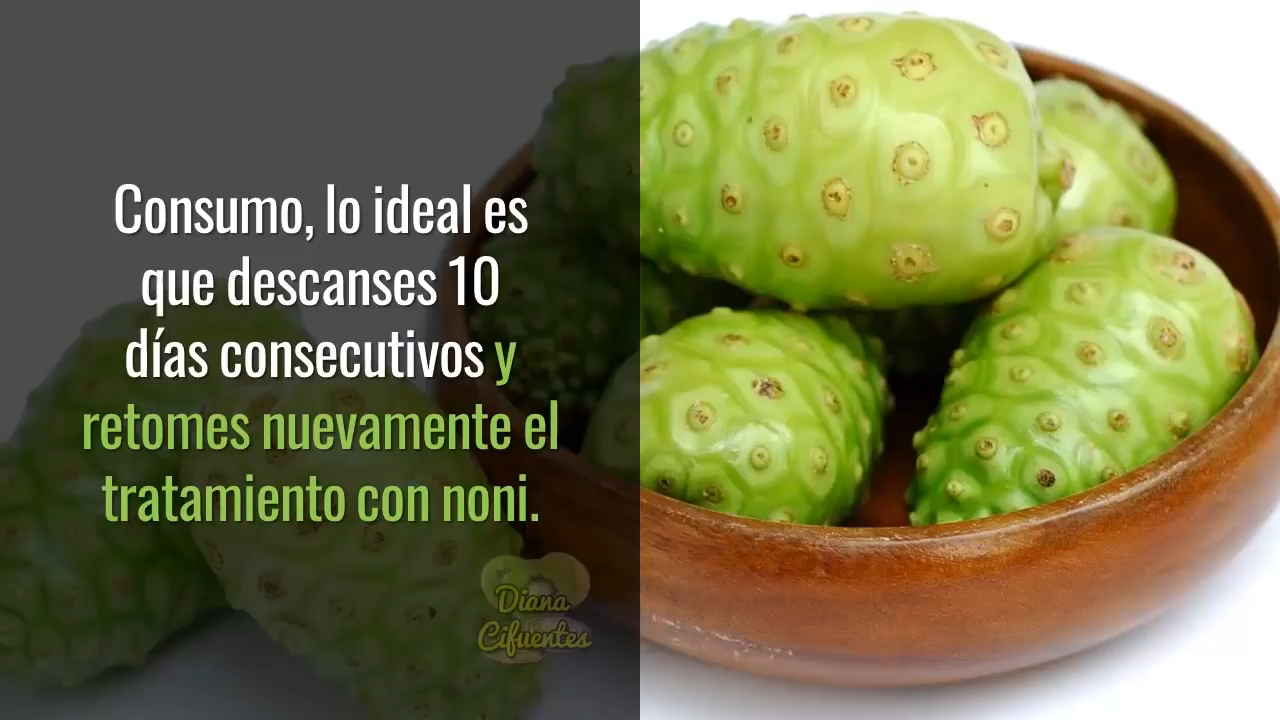 Consumo, lo ideal es
que descanses 10
días consecutivos y
retomes nuevamente el
tratamiento con noni.
Diana
Cifuentes